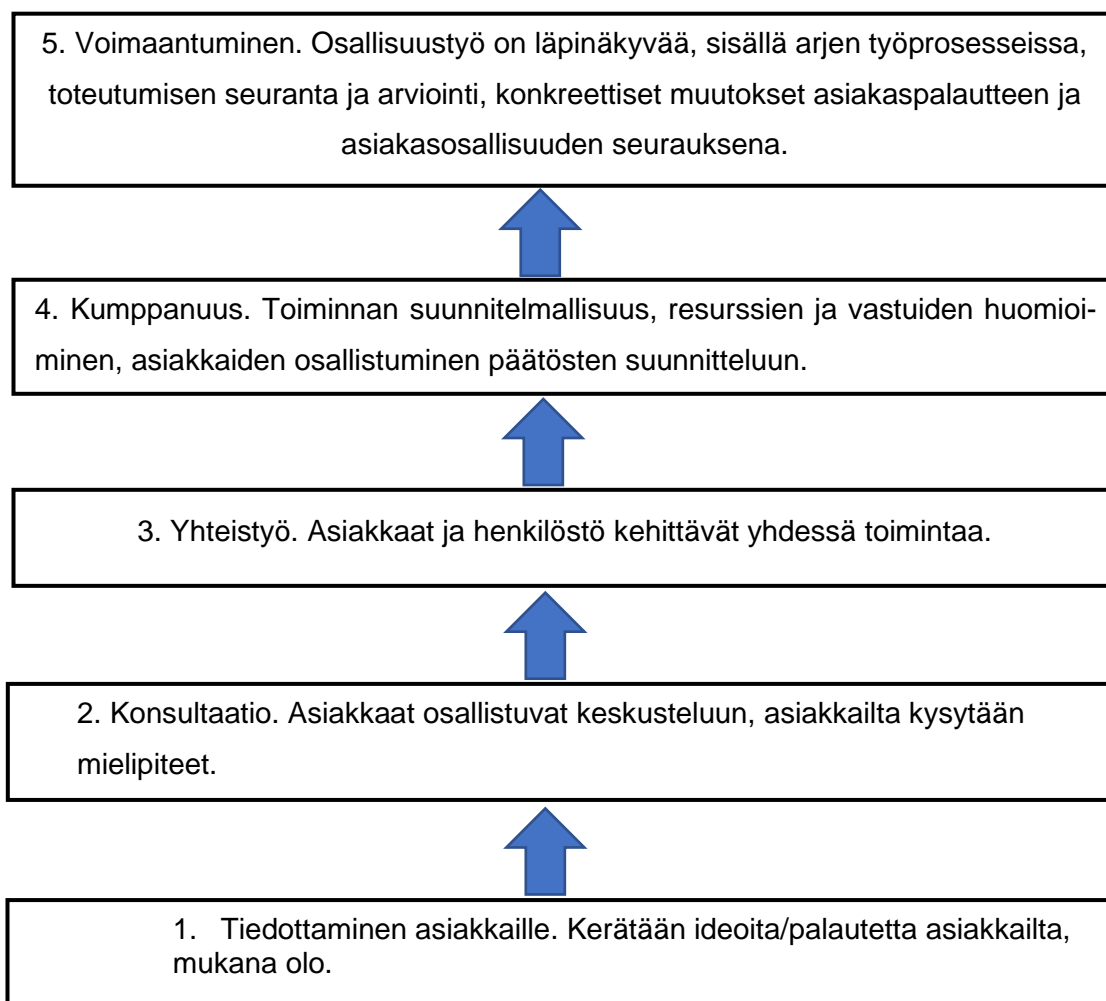 5. Voimaantuminen. Osallisuustyö on läpinäkyvää, sisällä arjen työprosesseissa,
toteutumisen seuranta ja arviointi, konkreettiset muutokset asiakaspalautteen ja
asiakasosallisuuden seurauksena.
4. Kumppanuus. Toiminnan suunnitelmallisuus, resurssien ja vastuiden huomioi-
minen, asiakkaiden osallistuminen päätösten suunnitteluun.
3. Yhteistyö. Asiakkaat ja henkilöstö kehittävät yhdessä toimintaa.
2. Konsultaatio. Asiakkaat osallistuvat keskusteluun, asiakkailta kysytään
mielipiteet.
1. Tiedottaminen asiakkaille. Kerätään ideoita/palautetta asiakkailta,
mukana olo.